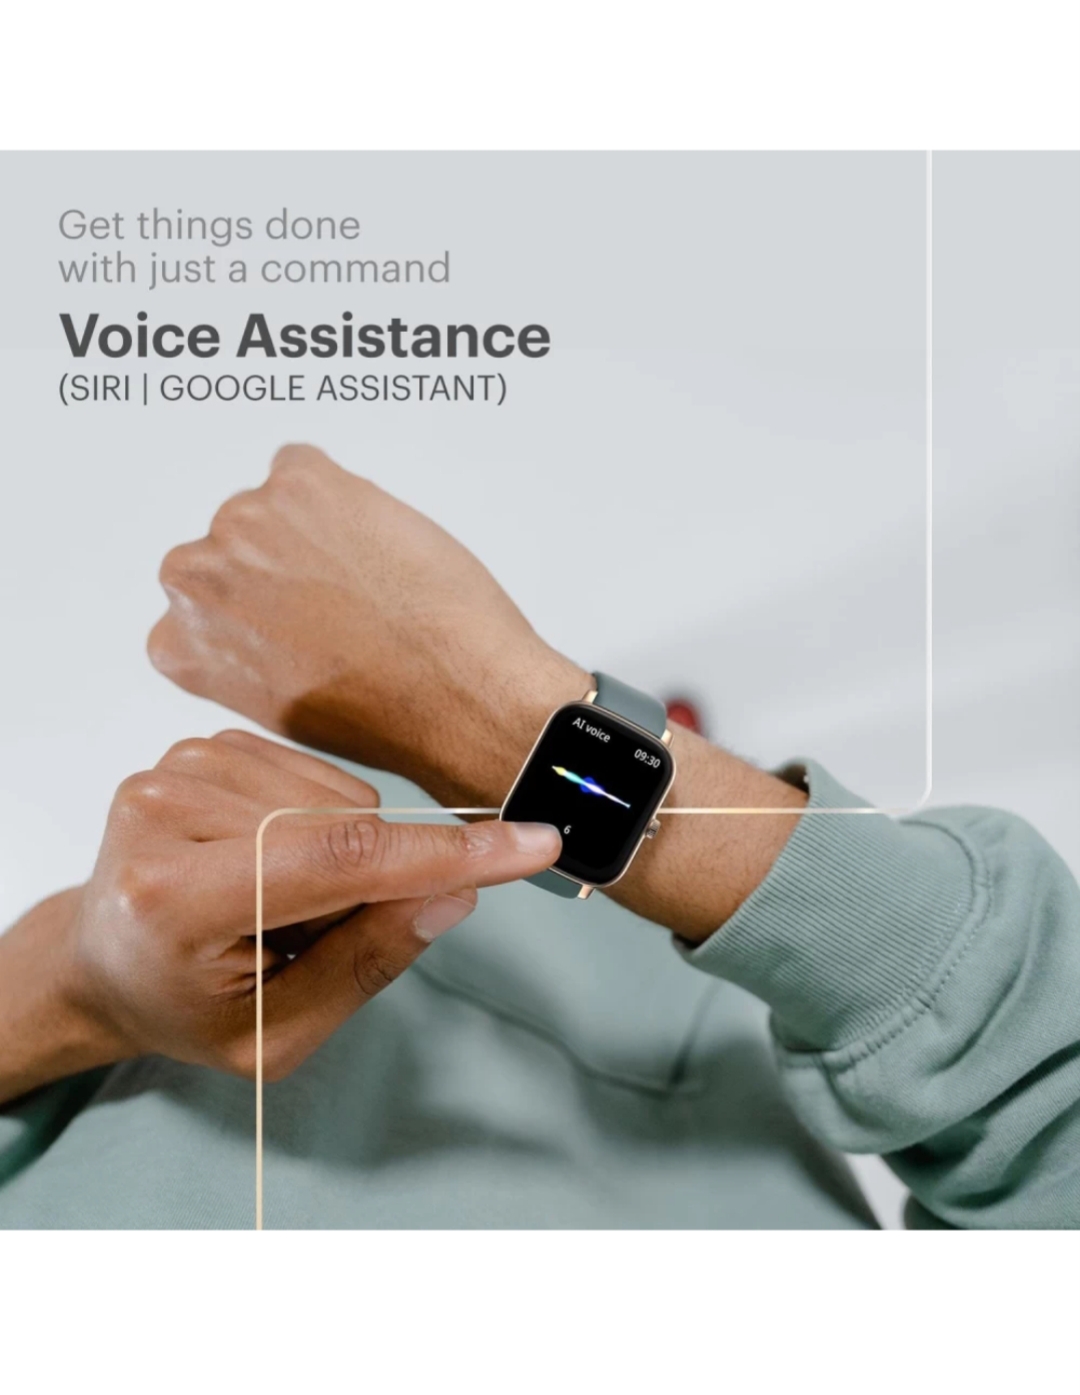 Get things done
with just a command
Voice Assistance
(SIRI | GOOGLE ASSISTANT)
AI voice
09:30
6